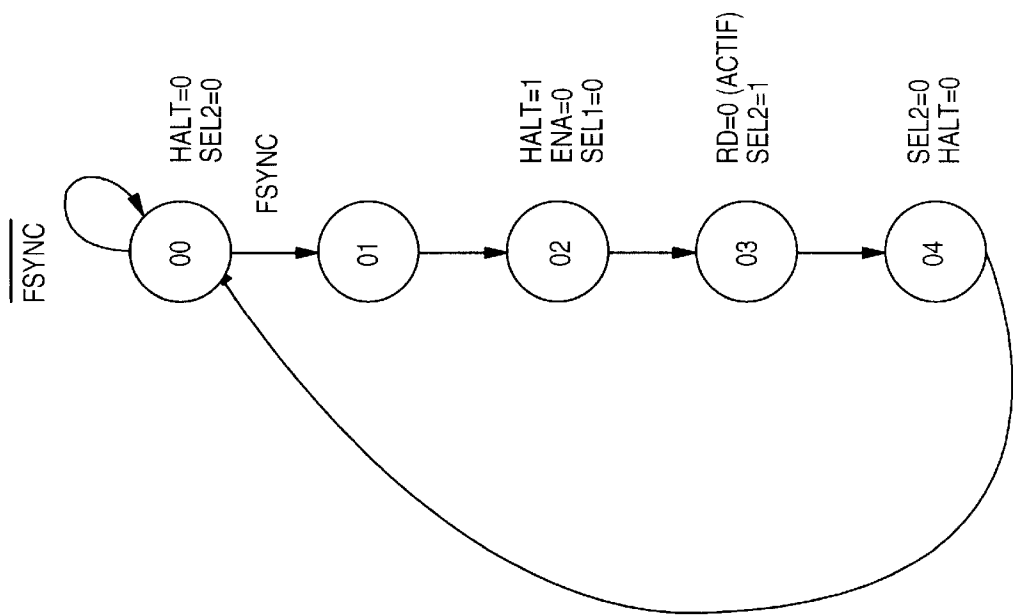 FSYNC
00
HALT=0
SEL2=0
FSYNC
01
02
HALT=1
ENA=0
SEL1=0
03
RD=0 (ACTIF)
SEL2=1
04
SEL2=0
HALT=0